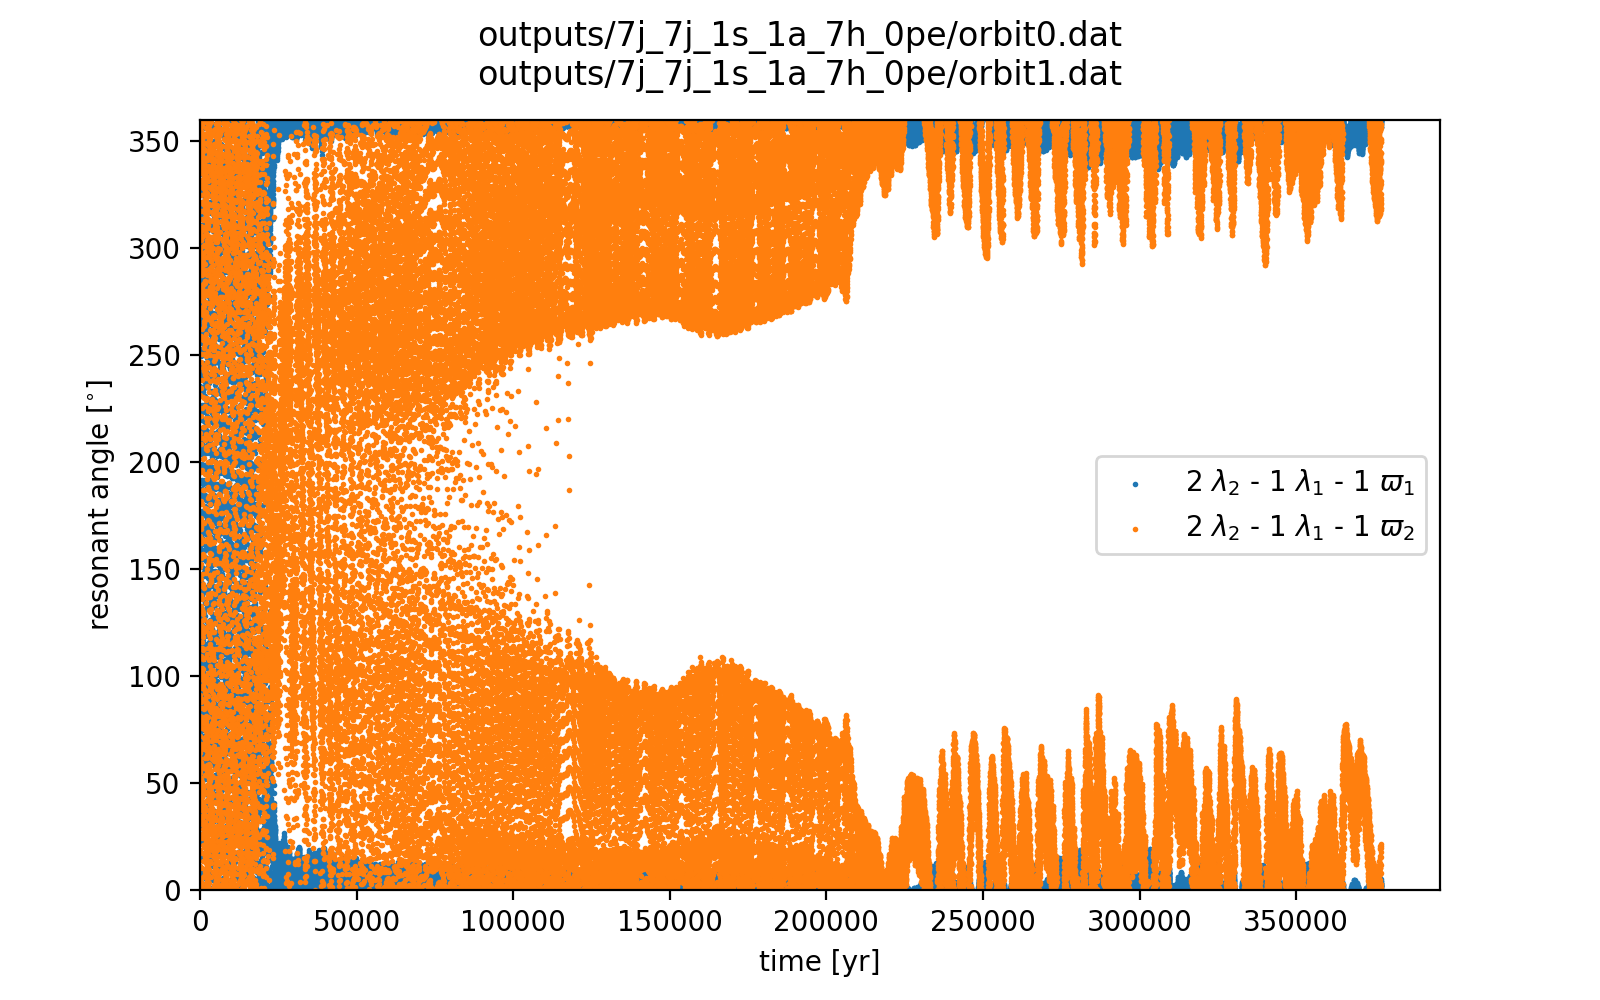 outputs/7j_7j_1s_1a_7h_0pe/orbit0.dat
outputs/7j_7j_1s_1a_7h_0pe/orbit1.dat
resonant angle [°]
350
300
250
200
150
100
50
0
2 λ₂ - 1 λ₁ - 1 ϖ₁
2 λ₂ - 1 λ₁ - 1 ϖ₂
0 50000 100000 150000 200000 250000 300000 350000
time [yr]